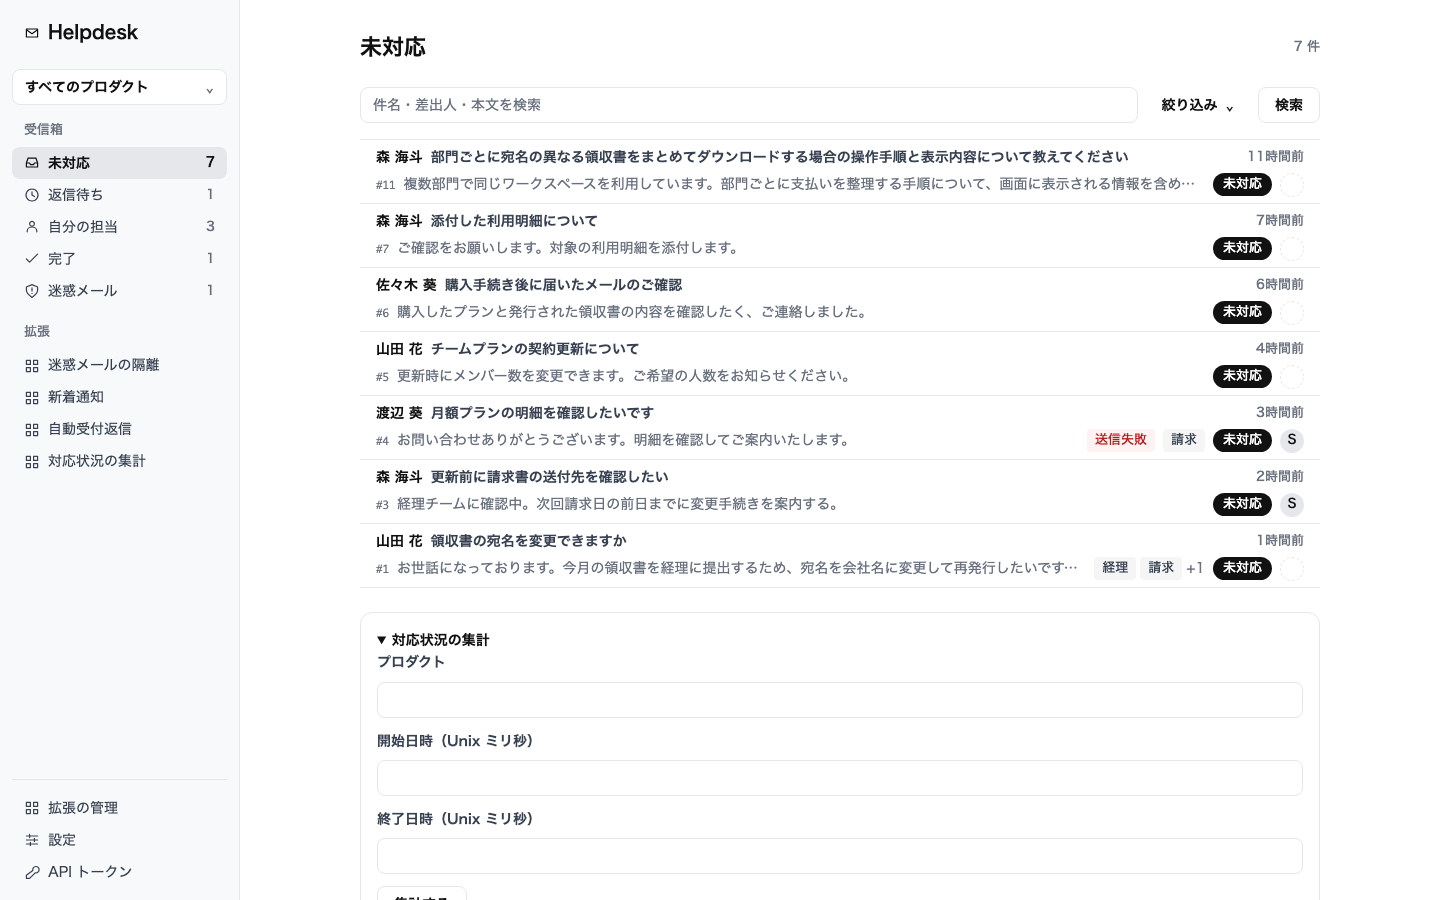 Helpdesk
すべてのプロダクト
受信箱
未対応 7
返信待ち 1
自分の担当 3
完了 1
迷惑メール 1
拡張
迷惑メールの隔離
新着通知
自動受付返信
対応状況の集計
拡張の管理
設定
API トークン
未対応 7 件
件名・差出人・本文を検索 絞り込み 検索
森 海斗 部門ごとに宛名の異なる領収書をまとめてダウンロードする場合の操作手順と表示内容について教えてください 11時間前
#11 複数部門で同じワークスペースを利用しています。部門ごとに支払いを整理する手順について、画面に表示される情報を含め… 未対応
森 海斗 添付した利用明細について 7時間前
#7 ご確認をお願いします。対象の利用明細を添付します。 未対応
佐々木 葵 購入手続き後に届いたメールのご確認 6時間前
#6 購入したプランと発行された領収書の内容を確認したく、ご連絡しました。 未対応
山田 花 チームプランの契約更新について 4時間前
#5 更新時にメンバー数を変更できます。ご希望の人数をお知らせください。 未対応
渡辺 葵 月額プランの明細を確認したいです 3時間前
#4 お問い合わせありがとうございます。明細を確認してご案内いたします。 送信失敗 請求 未対応 S
森 海斗 更新前に請求書の送付先を確認したい 2時間前
#3 経理チームに確認中。次回請求日の前日までに変更手続きを案内する。 未対応 S
山田 花 領収書の宛名を変更できますか 1時間前
#1 お世話になっております。今月の領収書を経理に提出するため、宛名を会社名に変更して再発行したいです… 経理 請求 +1 未対応
▼ 対応状況の集計
プロダクト
開始日時（Unix ミリ秒）
終了日時（Unix ミリ秒）